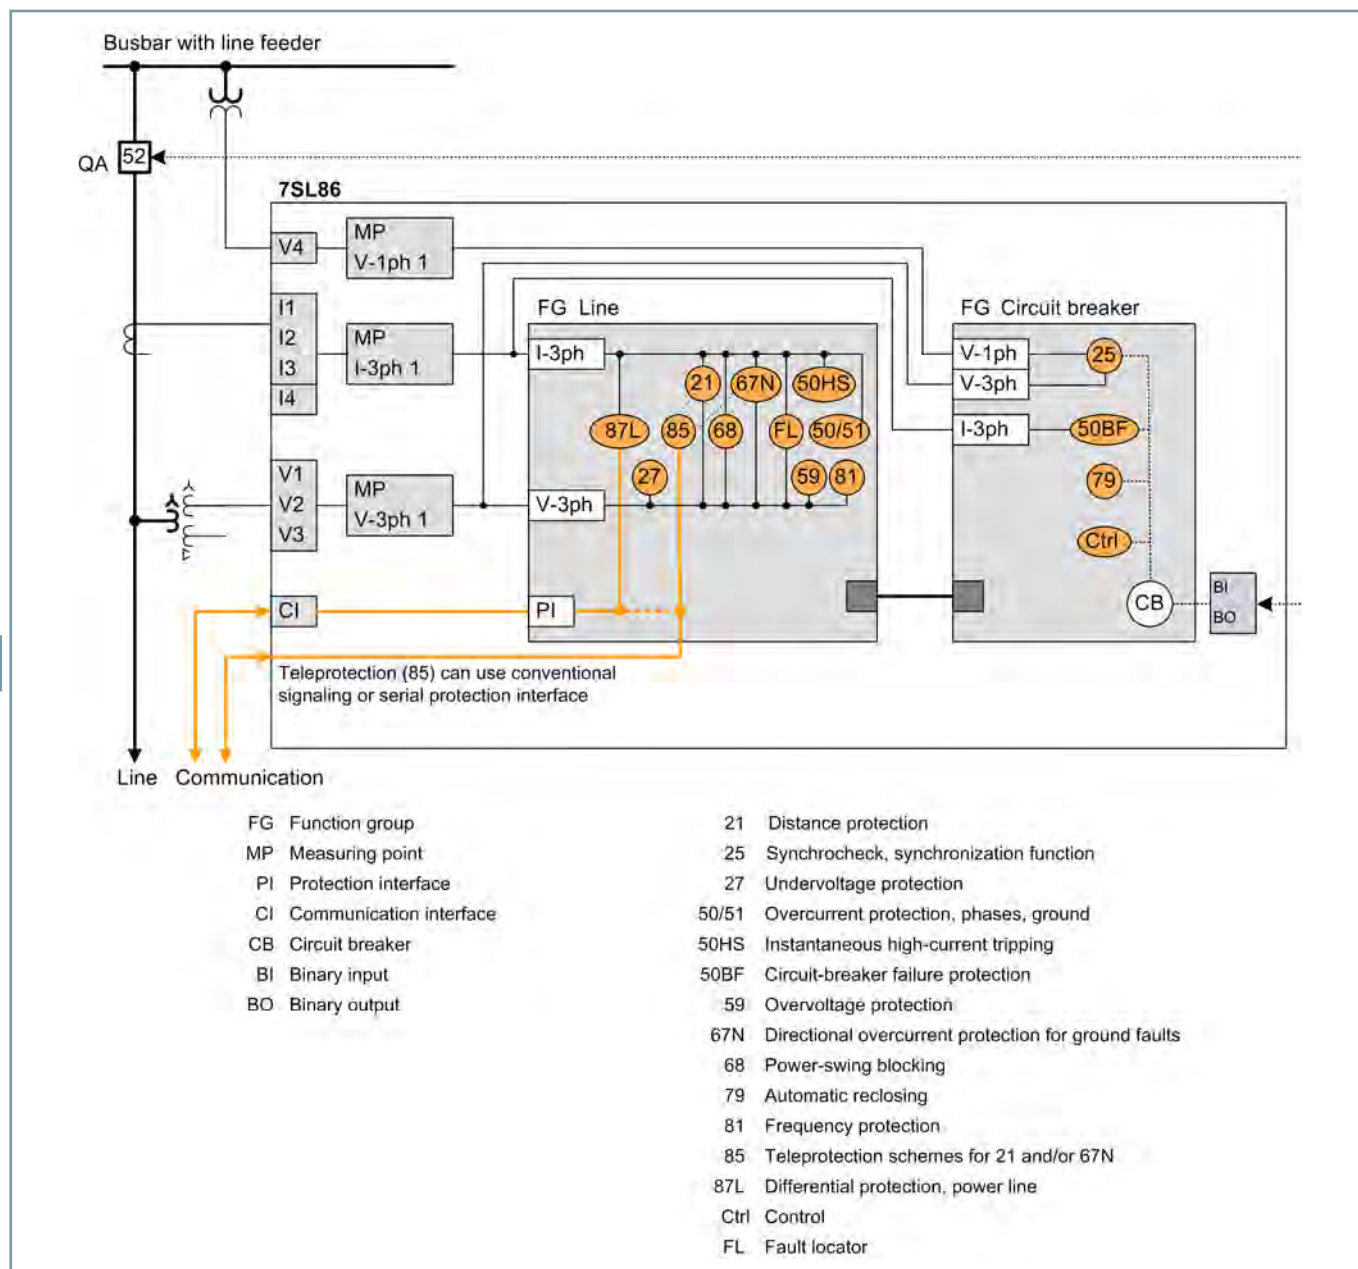 Busbar with line feeder
QA
52
7SL86
V4
MP
V-1ph 1
I1
I2
I3
I4
MP
I-3ph 1
V1
V2
V3
MP
V-3ph 1
CI
FG Line
I-3ph
V-3ph
PI
21
67N
50HS
87L
85
68
FL
50/51
27
59
81
FG Circuit breaker
V-1ph
V-3ph
I-3ph
25
50BF
79
Ctrl
CB
BI
BO
Teleprotection (85) can use conventional
signaling or serial protection interface
Line
Communication
FG Function group
MP Measuring point
PI Protection interface
CI Communication interface
CB Circuit breaker
BI Binary input
BO Binary output
21 Distance protection
25 Synchrocheck, synchronization function
27 Undervoltage protection
50/51 Overcurrent protection, phases, ground
50HS Instantaneous high-current tripping
50BF Circuit-breaker failure protection
59 Overvoltage protection
67N Directional overcurrent protection for ground faults
68 Power-swing blocking
79 Automatic reclosing
81 Frequency protection
85 Teleprotection schemes for 21 and/or 67N
87L Differential protection, power line
Ctrl Control
FL Fault locator